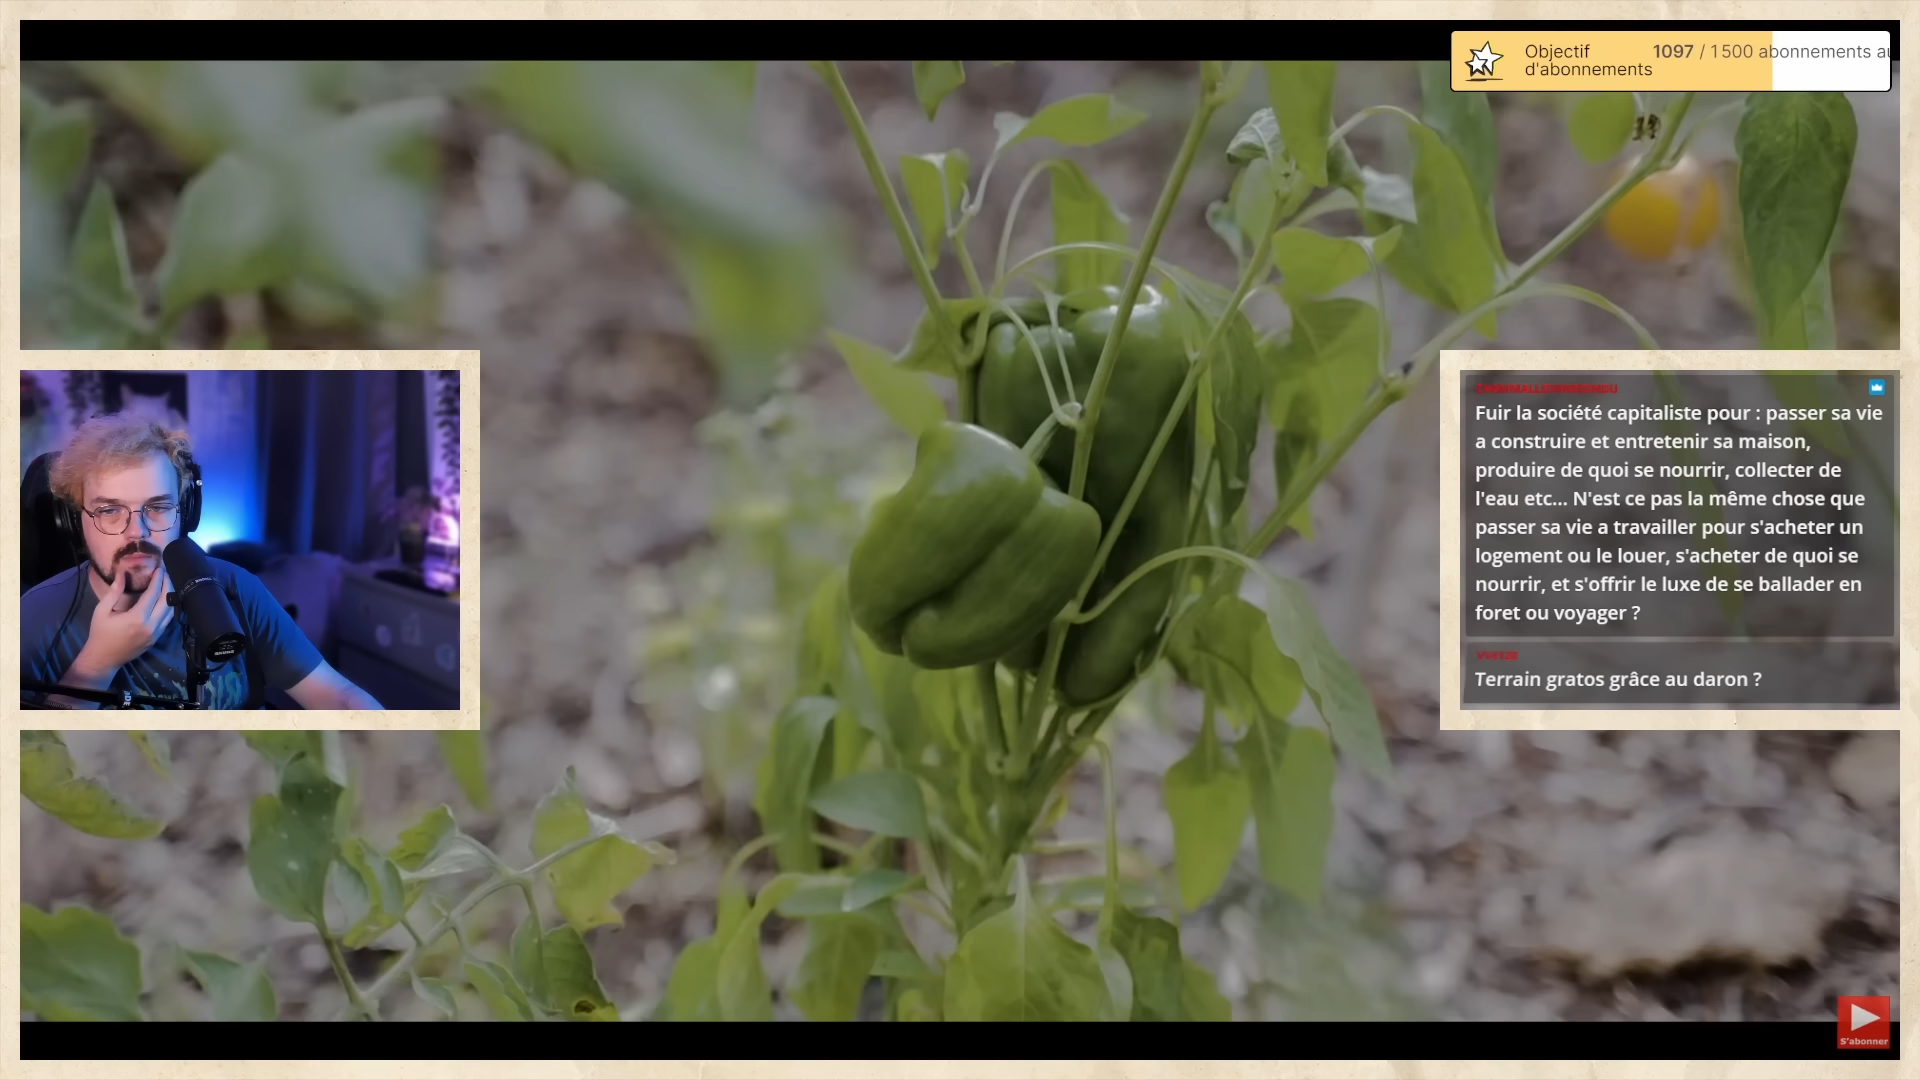 Objectif
d'abonnements
1097 / 1500 abonnements au
Fuir la société capitaliste pour : passer sa vie
a construire et entretenir sa maison,
produire de quoi se nourrir, collecter de
l'eau etc... N'est ce pas la même chose que
passer sa vie a travailler pour s'acheter un
logement ou le louer, s'acheter de quoi se
nourrir, et s'offrir le luxe de se ballader en
foret ou voyager ?
Terrain gratos grâce au daron ?
S'abonner